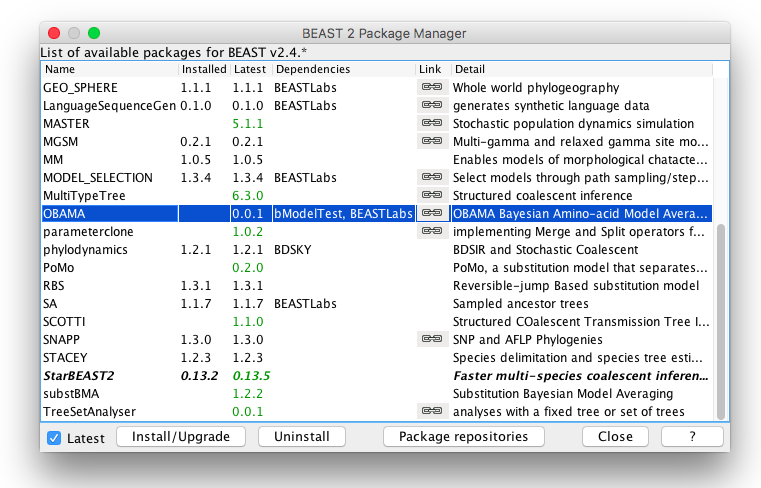 BEAST 2 Package Manager
List of available packages for BEAST v2.4.*
Name Installed Latest Dependencies Link Detail
GEO_SPHERE 1.1.1 1.1.1 BEASTLabs Whole world phylogeography
LanguageSequenceGen 0.1.0 0.1.0 BEASTLabs generates synthetic language data
MASTER 5.1.1 Stochastic population dynamics simulation
MGSM 0.2.1 0.2.1 Multi-gamma and relaxed gamma site mo...
MM 1.0.5 1.0.5 Enables models of morphological chatacte...
MODEL_SELECTION 1.3.4 1.3.4 BEASTLabs Select models through path sampling/step...
MultiTypeTree 6.3.0 Structured coalescent inference
OBAMA 0.0.1 bModelTest, BEASTLabs OBAMA Bayesian Amino-acid Model Avera...
parameterclone 1.0.2 implementing Merge and Split operators f...
phylodynamics 1.2.1 1.2.1 BDSKY BDSIR and Stochastic Coalescent
PoMo 0.2.0 PoMo, a substitution model that separates...
RBS 1.3.1 1.3.1 Reversible-jump Based substitution model
SA 1.1.7 1.1.7 BEASTLabs Sampled ancestor trees
SCOTTI 1.1.0 Structured COalescent Transmission Tree I...
SNAPP 1.3.0 1.3.0 SNP and AFLP Phylogenies
STACEY 1.2.3 1.2.3 Species delimitation and species tree esti...
StarBEAST2 0.13.2 0.13.5 Faster multi-species coalescent inferen...
substBMA 1.2.2 Substitution Bayesian Model Averaging
TreeSetAnalyser 0.0.1 analyses with a fixed tree or set of trees
Latest Install/Upgrade Uninstall Package repositories Close ?